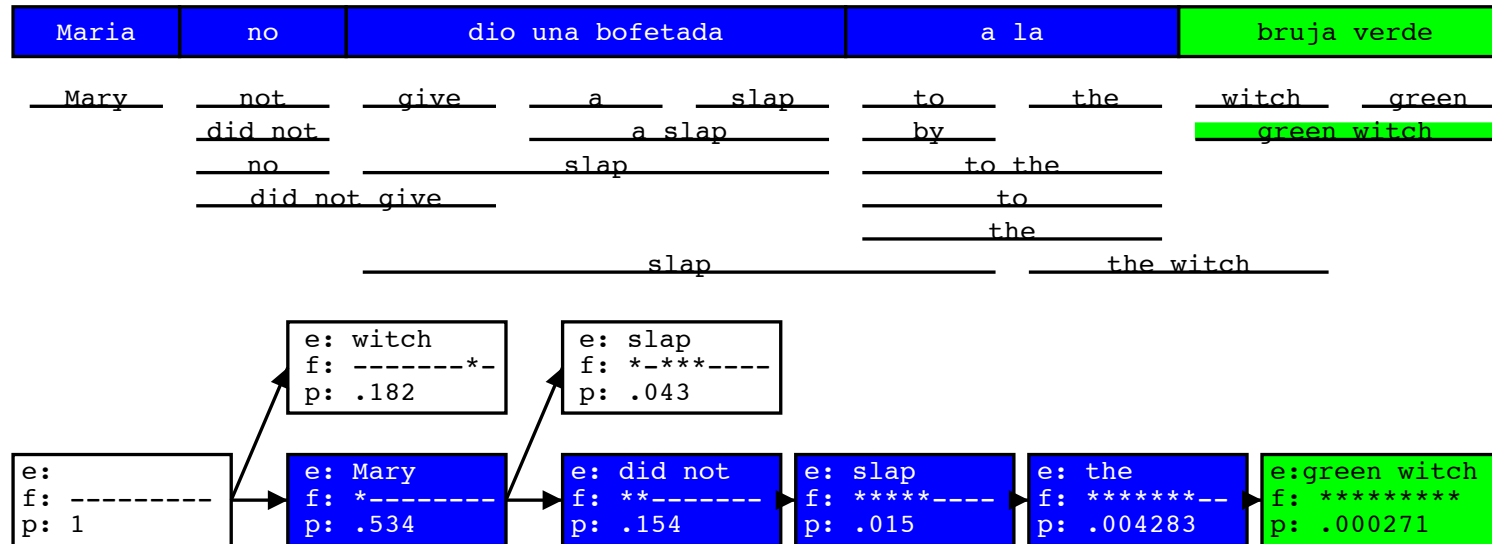 Maria no dio una bofetada a la bruja verde
Mary not give a slap to the witch green
did not a slap by green witch
no slap to the
did not give to
the
slap the witch
e: witch e: slap
f: -------*- f: *-***----
p: .182 p: .043
e: e: Mary e: did not e: slap e: the e:green witch
f: --------- f: *-------- f: **------- f: *****---- f: *******-- f: *********
p: 1 p: .534 p: .154 p: .015 p: .004283 p: .000271